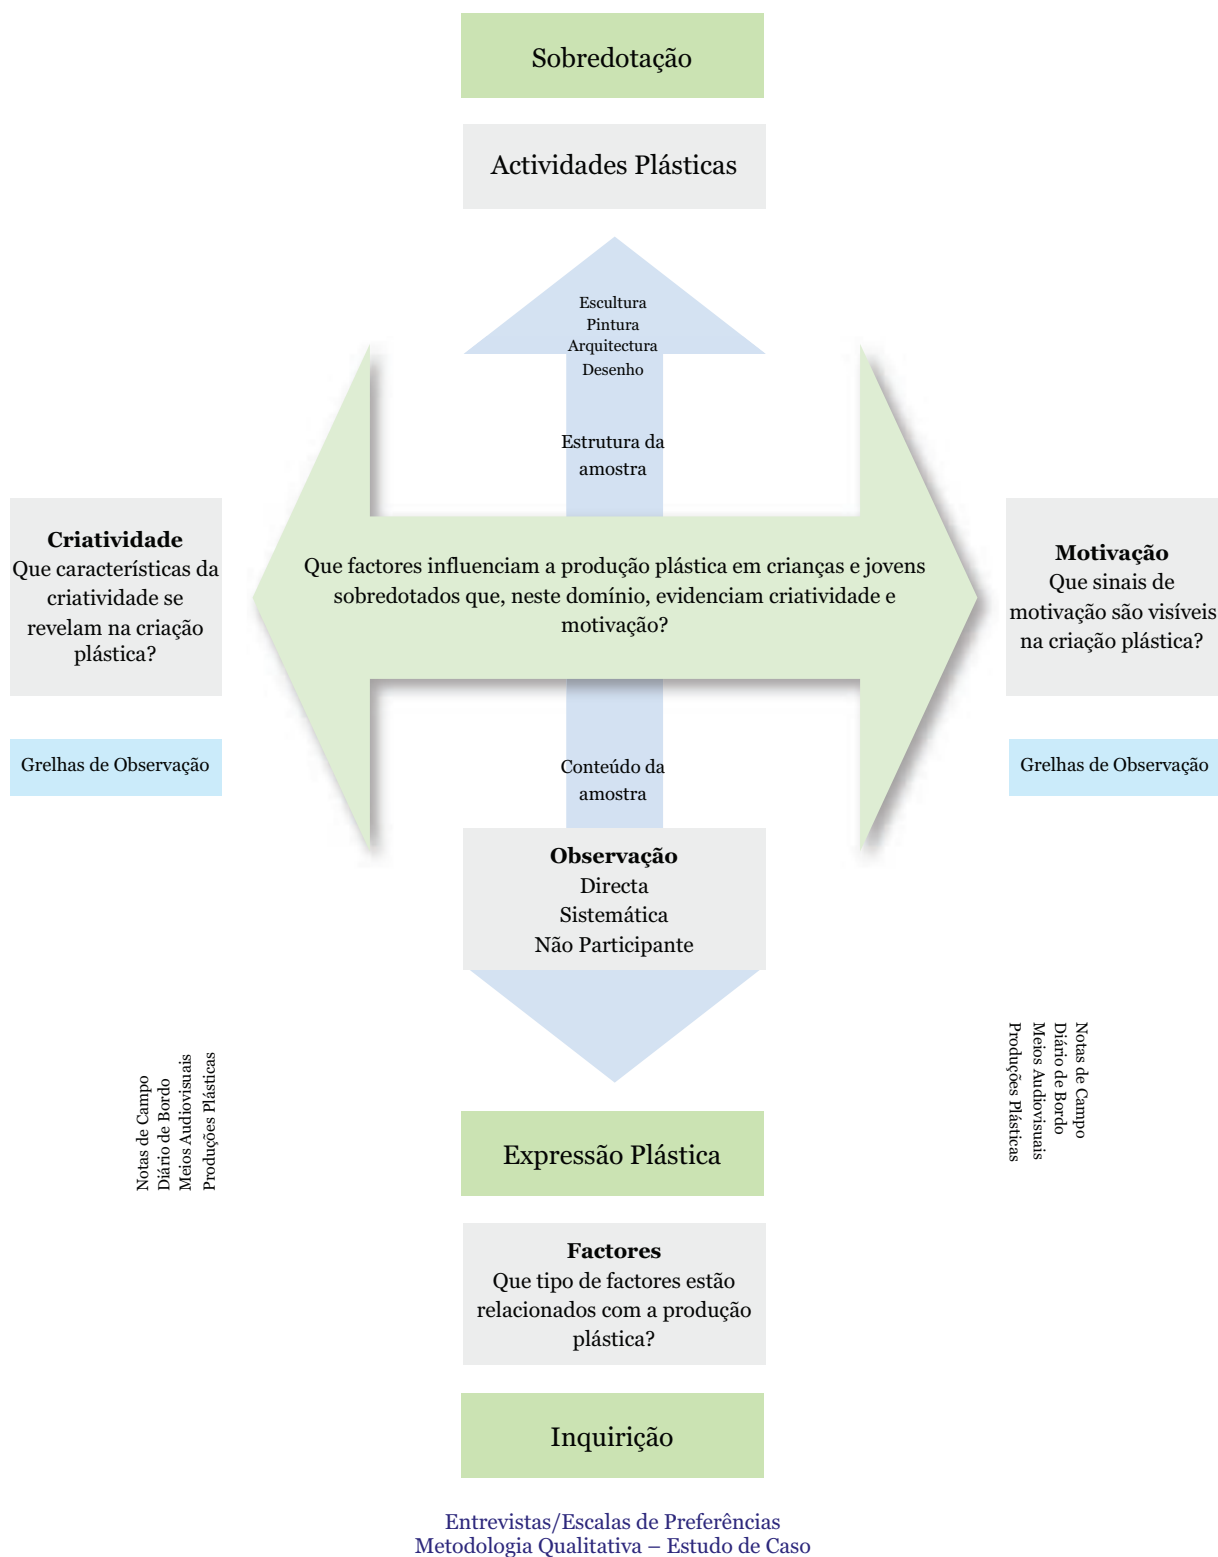 Sobredotação
Actividades Plásticas
Escultura
Pintura
Arquitectura
Desenho
Estrutura da
amostra
Criatividade
Que características da
criatividade se
revelam na criação
plástica?
Grelhas de Observação
Que factores influenciam a produção plástica em crianças e jovens
sobredotados que, neste domínio, evidenciam criatividade e
motivação?
Motivação
Que sinais de
motivação são visíveis
na criação plástica?
Grelhas de Observação
Conteúdo da
amostra
Observação
Directa
Sistemática
Não Participante
Notas de Campo
Diário de Bordo
Meios Audiovisuais
Produções Plásticas
Notas de Campo
Diário de Bordo
Meios Audiovisuais
Produções Plásticas
Expressão Plástica
Factores
Que tipo de factores estão
relacionados com a produção
plástica?
Inquirição
Entrevistas/Escalas de Preferências
Metodologia Qualitativa – Estudo de Caso